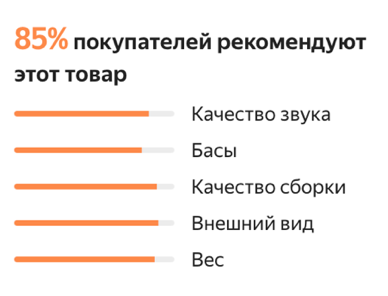 85% покупателей рекомендуют
этот товар
Качество звука
Басы
Качество сборки
Внешний вид
Вес